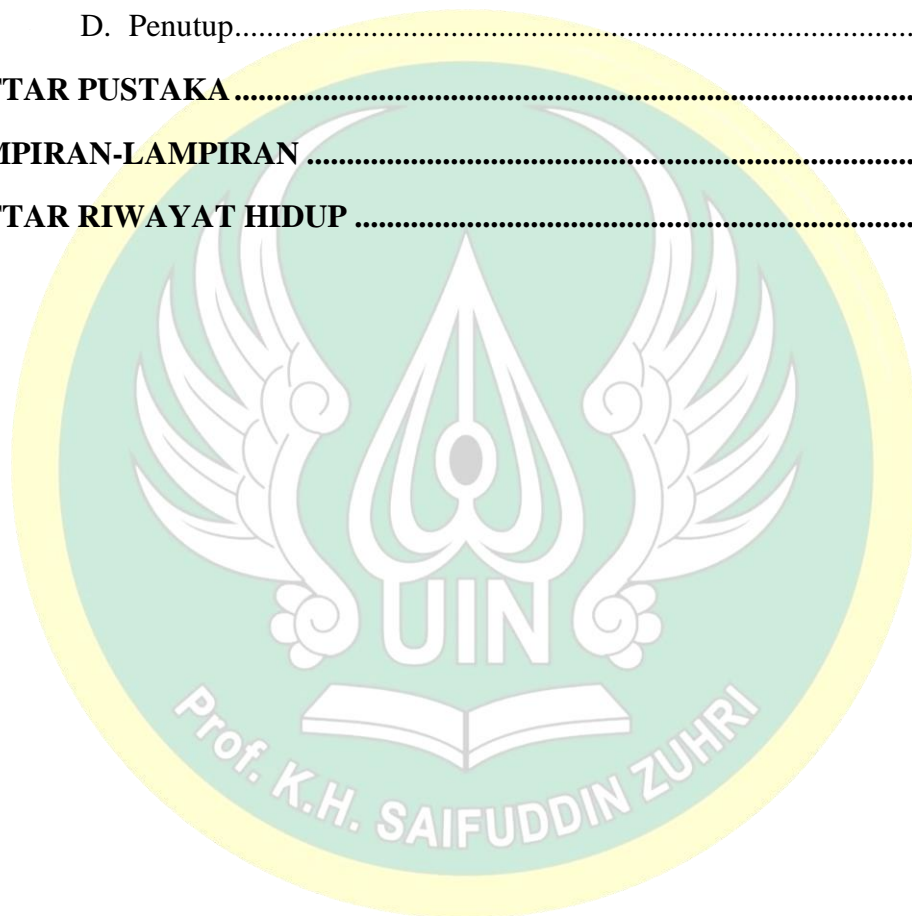 D. Penutup................................................................................
TAR PUSTAKA................................................................................
MPIRAN-LAMPIRAN................................................................................
TAR RIWAYAT HIDUP................................................................................
UIN
Prof. K.H. SAIFUDDIN ZUHRI